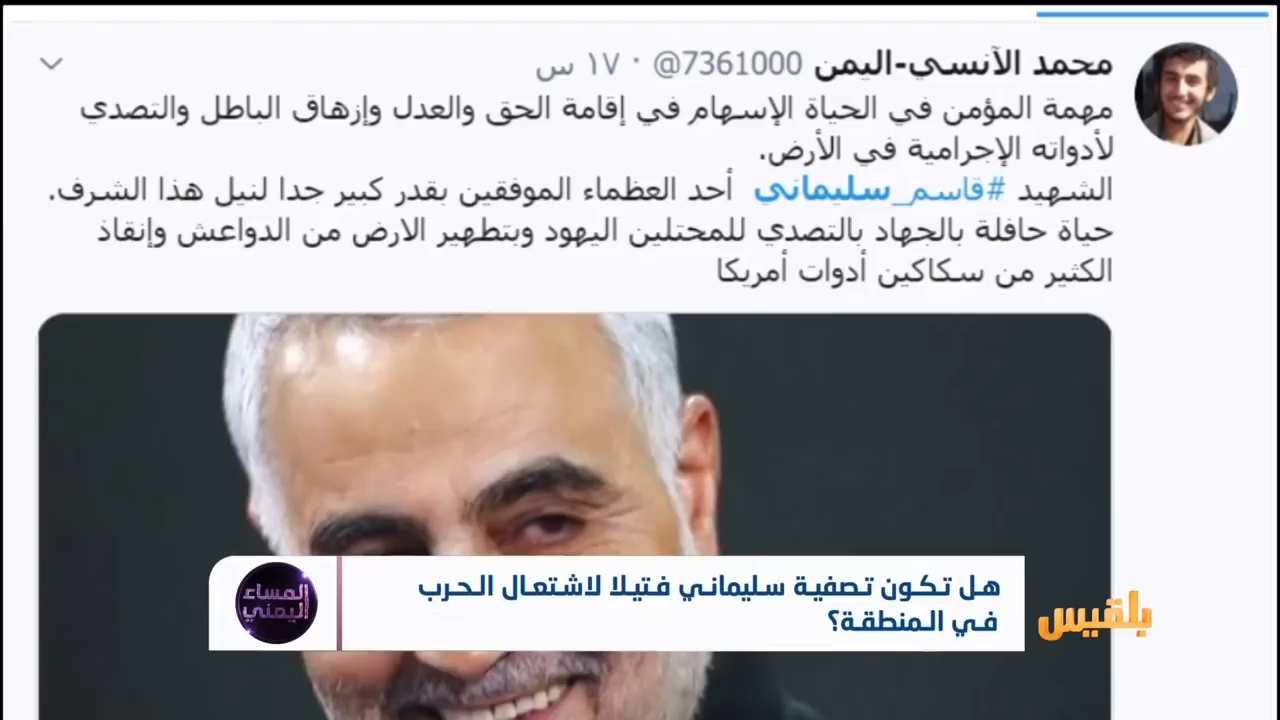 محمد الآنسي-اليمن @7361000 · ١٧ س
مهمة المؤمن في الحياة الإسهام في إقامة الحق والعدل وإزهاق الباطل والتصدي
لأدواته الإجرامية في الأرض.
الشهيد #قاسم_سليماني أحد العظماء الموفقين بقدر كبير جدا لنيل هذا الشرف.
حياة حافلة بالجهاد بالتصدي للمحتلين اليهود وبتطهير الارض من الدواعش وإنقاذ
الكثير من سكاكين أدوات أمريكا
هل تكون تصفية سليماني فتيلا لاشتعال الحرب
في المنطقة؟
المساء
اليمني
بلقيس